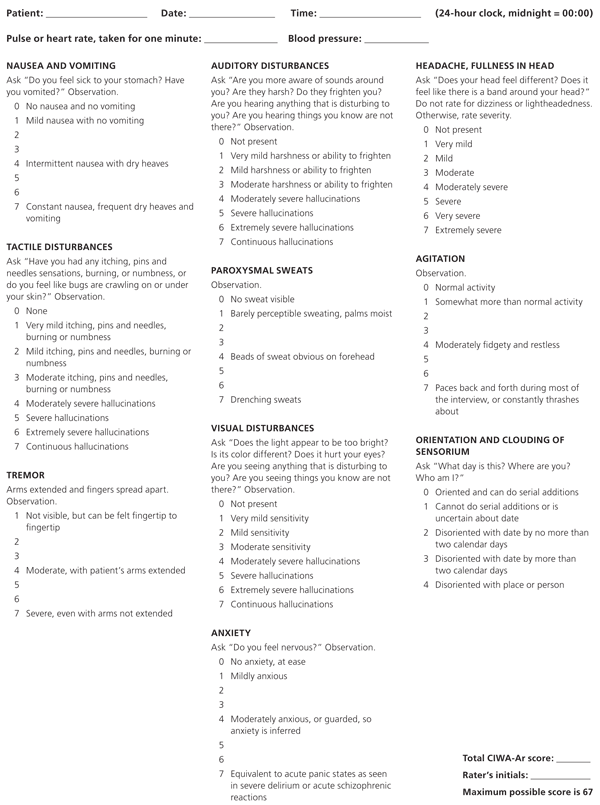 Patient: ____________________ Date: ____________________ Time: ____________________ (24-hour clock, midnight = 00:00)
Pulse or heart rate, taken for one minute: ______________ Blood pressure: ____________
NAUSEA AND VOMITING
Ask “Do you feel sick to your stomach? Have
you vomited?” Observation.
0 No nausea and no vomiting
1 Mild nausea with no vomiting
2
3
4 Intermittent nausea with dry heaves
5
6
7 Constant nausea, frequent dry heaves and
vomiting
TACTILE DISTURBANCES
Ask “Have you had any itching, pins and
needles sensations, burning, or numbness, or
do you feel like bugs are crawling on or under
your skin?” Observation.
0 None
1 Very mild itching, pins and needles,
burning or numbness
2 Mild itching, pins and needles, burning or
numbness
3 Moderate itching, pins and needles,
burning or numbness
4 Moderately severe hallucinations
5 Severe hallucinations
6 Extremely severe hallucinations
7 Continuous hallucinations
TREMOR
Arms extended and fingers spread apart.
Observation.
1 Not visible, but can be felt fingertip to
fingertip
2
3
4 Moderate, with patient’s arms extended
5
6
7 Severe, even with arms not extended
AUDITORY DISTURBANCES
Ask “Are you more aware of sounds around
you? Are they harsh? Do they frighten you?
Are you hearing anything that is disturbing to
you? Are you hearing things you know are not
there?” Observation.
0 Not present
1 Very mild harshness or ability to frighten
2 Mild harshness or ability to frighten
3 Moderate harshness or ability to frighten
4 Moderately severe hallucinations
5 Severe hallucinations
6 Extremely severe hallucinations
7 Continuous hallucinations
PAROXYSMAL SWEATS
Observation.
0 No sweat visible
1 Barely perceptible sweating, palms moist
2
3
4 Beads of sweat obvious on forehead
5
6
7 Drenching sweats
VISUAL DISTURBANCES
Ask “Does the light appear to be too bright?
Is its color different? Does it hurt your eyes?
Are you seeing anything that is disturbing to
you? Are you seeing things you know are not
there?” Observation.
0 Not present
1 Very mild sensitivity
2 Mild sensitivity
3 Moderate sensitivity
4 Moderately severe hallucinations
5 Severe hallucinations
6 Extremely severe hallucinations
7 Continuous hallucinations
ANXIETY
Ask “Do you feel nervous?” Observation.
0 No anxiety, at ease
1 Mildly anxious
2
3
4 Moderately anxious, or guarded, so
anxiety is inferred
5
6
7 Equivalent to acute panic states as seen
in severe delirium or acute schizophrenic
reactions
HEADACHE, FULLNESS IN HEAD
Ask “Does your head feel different? Does it
feel like there is a band around your head?”
Do not rate for dizziness or lightheadedness.
Otherwise, rate severity.
0 Not present
1 Very mild
2 Mild
3 Moderate
4 Moderately severe
5 Severe
6 Very severe
7 Extremely severe
AGITATION
Observation.
0 Normal activity
1 Somewhat more than normal activity
2
3
4 Moderately fidgety and restless
5
6
7 Paces back and forth during most of
the interview, or constantly thrashes
about
ORIENTATION AND CLOUDING OF
SENSORIUM
Ask “What day is this? Where are you?
Who am I?”
0 Oriented and can do serial additions
1 Cannot do serial additions or is
uncertain about date
2 Disoriented with date by no more than
two calendar days
3 Disoriented with date by more than
two calendar days
4 Disoriented with place or person
Total CIWA-Ar score: _______
Rater’s initials: ____________
Maximum possible score is 67